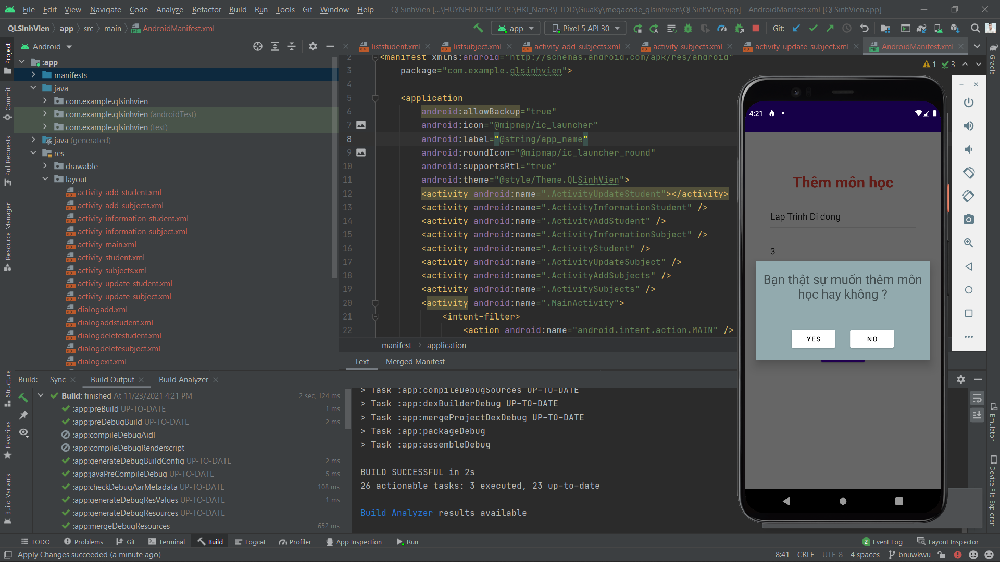 File Edit View Navigate Code Analyze Refactor Build Run Tools Git Window Help QLSinhVien [...\HUYNHDUCHUY-PC\HKI_Nam3\LTDD\GiuaKy\megacode_qlsinhvien\QLSinhVien\app] - AndroidManifest.xml [QLSinhVien.app]
QLSinhVien app src main AndroidManifest.xml app Pixel 5 API 30 Git:
Android
liststudent.xml listsubject.xml activity_add_subjects.xml activity_subjects.xml activity_update_subject.xml AndroidManifest.xml
Project
Commit
Pull Requests
Resource Manager
Structure
Favorites
Build Variants
:app
manifests
java
com.example.qlsinhvien
com.example.qlsinhvien (androidTest)
com.example.qlsinhvien (test)
java (generated)
res
drawable
layout
activity_add_student.xml
activity_add_subjects.xml
activity_information_student.xml
activity_information_subject.xml
activity_main.xml
activity_student.xml
activity_subjects.xml
activity_update_student.xml
activity_update_subject.xml
dialogadd.xml
dialogaddstudent.xml
dialogdeletestudent.xml
dialogdeletesubject.xml
dialogexit.xml
1 3
2 <manifest xmlns:android="http://schemas.android.com/apk/res/android"
3 package="com.example.qlsinhvien">
4
5 <application
6 android:allowBackup="true"
7 android:icon="@mipmap/ic_launcher"
8 android:label="@string/app_name"
9 android:roundIcon="@mipmap/ic_launcher_round"
10 android:supportsRtl="true"
11 android:theme="@style/Theme.QLSinhVien">
12 <activity android:name=".ActivityUpdateStudent"></activity>
13 <activity android:name=".ActivityInformationStudent" />
14 <activity android:name=".ActivityAddStudent" />
15 <activity android:name=".ActivityInformationSubject" />
16 <activity android:name=".ActivityStudent" />
17 <activity android:name=".ActivityUpdateSubject" />
18 <activity android:name=".ActivityAddSubjects" />
19 <activity android:name=".ActivitySubjects" />
20 <activity android:name=".MainActivity">
21 <intent-filter>
22 <action android:name="android.intent.action.MAIN" />
manifest application
Text Merged Manifest
4:21
Thêm môn học
Lap Trinh Di dong
3
Bạn thật sự muốn thêm môn
học hay không ?
YES NO
Gradle
Emulator
Device File Explorer
Build: Sync Build Output Build Analyzer
Build: finished At 11/23/2021 4:21 PM 2 sec, 124 ms
:app:preBuild UP-TO-DATE 1 ms
:app:preDebugBuild UP-TO-DATE 2 ms
:app:compileDebugAidl
:app:compileDebugRenderscript
:app:generateDebugBuildConfig UP-TO-DATE 2 ms
:app:javaPreCompileDebug UP-TO-DATE 5 ms
:app:checkDebugAarMetadata UP-TO-DATE 108 ms
:app:generateDebugResValues UP-TO-DATE 1 ms
:app:generateDebugResources UP-TO-DATE
:app:mergeDebugResources 652 ms
> Task :app:compileDebugSources UP-TO-DATE
> Task :app:dexBuilderDebug UP-TO-DATE
> Task :app:mergeProjectDexDebug UP-TO-DATE
> Task :app:packageDebug
> Task :app:assembleDebug
BUILD SUCCESSFUL in 2s
26 actionable tasks: 3 executed, 23 up-to-date
Build Analyzer results available
TODO Problems Git Terminal Build Logcat Profiler App Inspection Run 2 Event Log Layout Inspector
Apply Changes succeeded (a minute ago) 8:41 CRLF UTF-8 4 spaces bnuwkwu